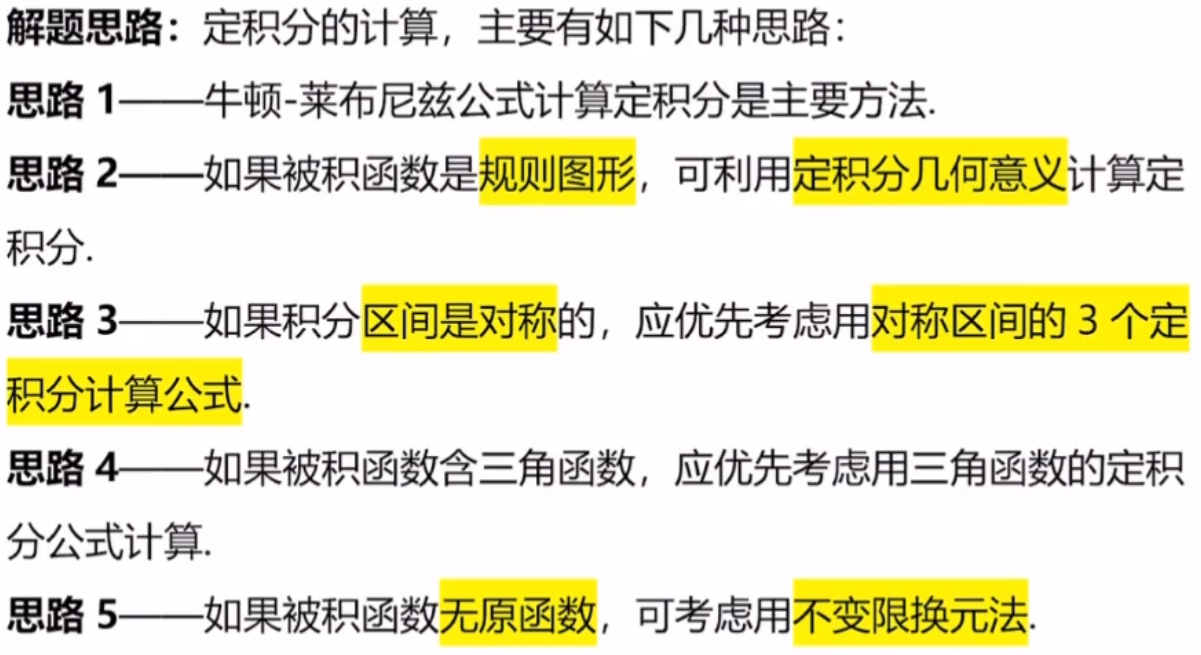 解题思路：定积分的计算，主要有如下几种思路：
思路 1——牛顿-莱布尼兹公式计算定积分是主要方法.
思路 2——如果被积函数是规则图形，可利用定积分几何意义计算定
积分.
思路 3——如果积分区间是对称的，应优先考虑用对称区间的 3 个定
积分计算公式.
思路 4——如果被积函数含三角函数，应优先考虑用三角函数的定积
分公式计算.
思路 5——如果被积函数无原函数，可考虑用不变限换元法.